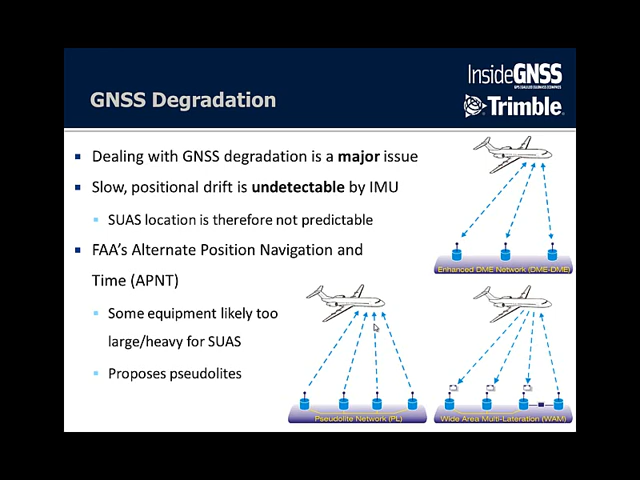 InsideGNSS
Trimble
GNSS Degradation
Dealing with GNSS degradation is a major issue
Slow, positional drift is undetectable by IMU
SUAS location is therefore not predictable
FAA's Alternate Position Navigation and
Time (APNT)
Some equipment likely too
large/heavy for SUAS
Proposes pseudolites
Enhanced DME Network (DME-DME)
Pseudolite Network (PL)
Wide Area Multi-Lateration (WAM)